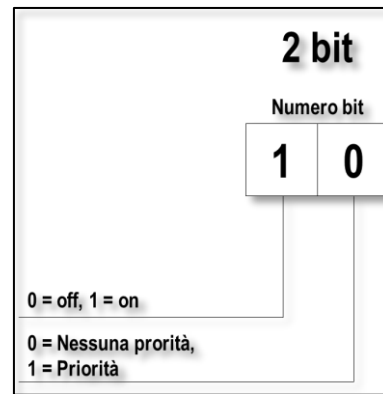 2 bit
Numero bit
1 0
0 = off, 1 = on
0 = Nessuna prorità,
1 = Priorità